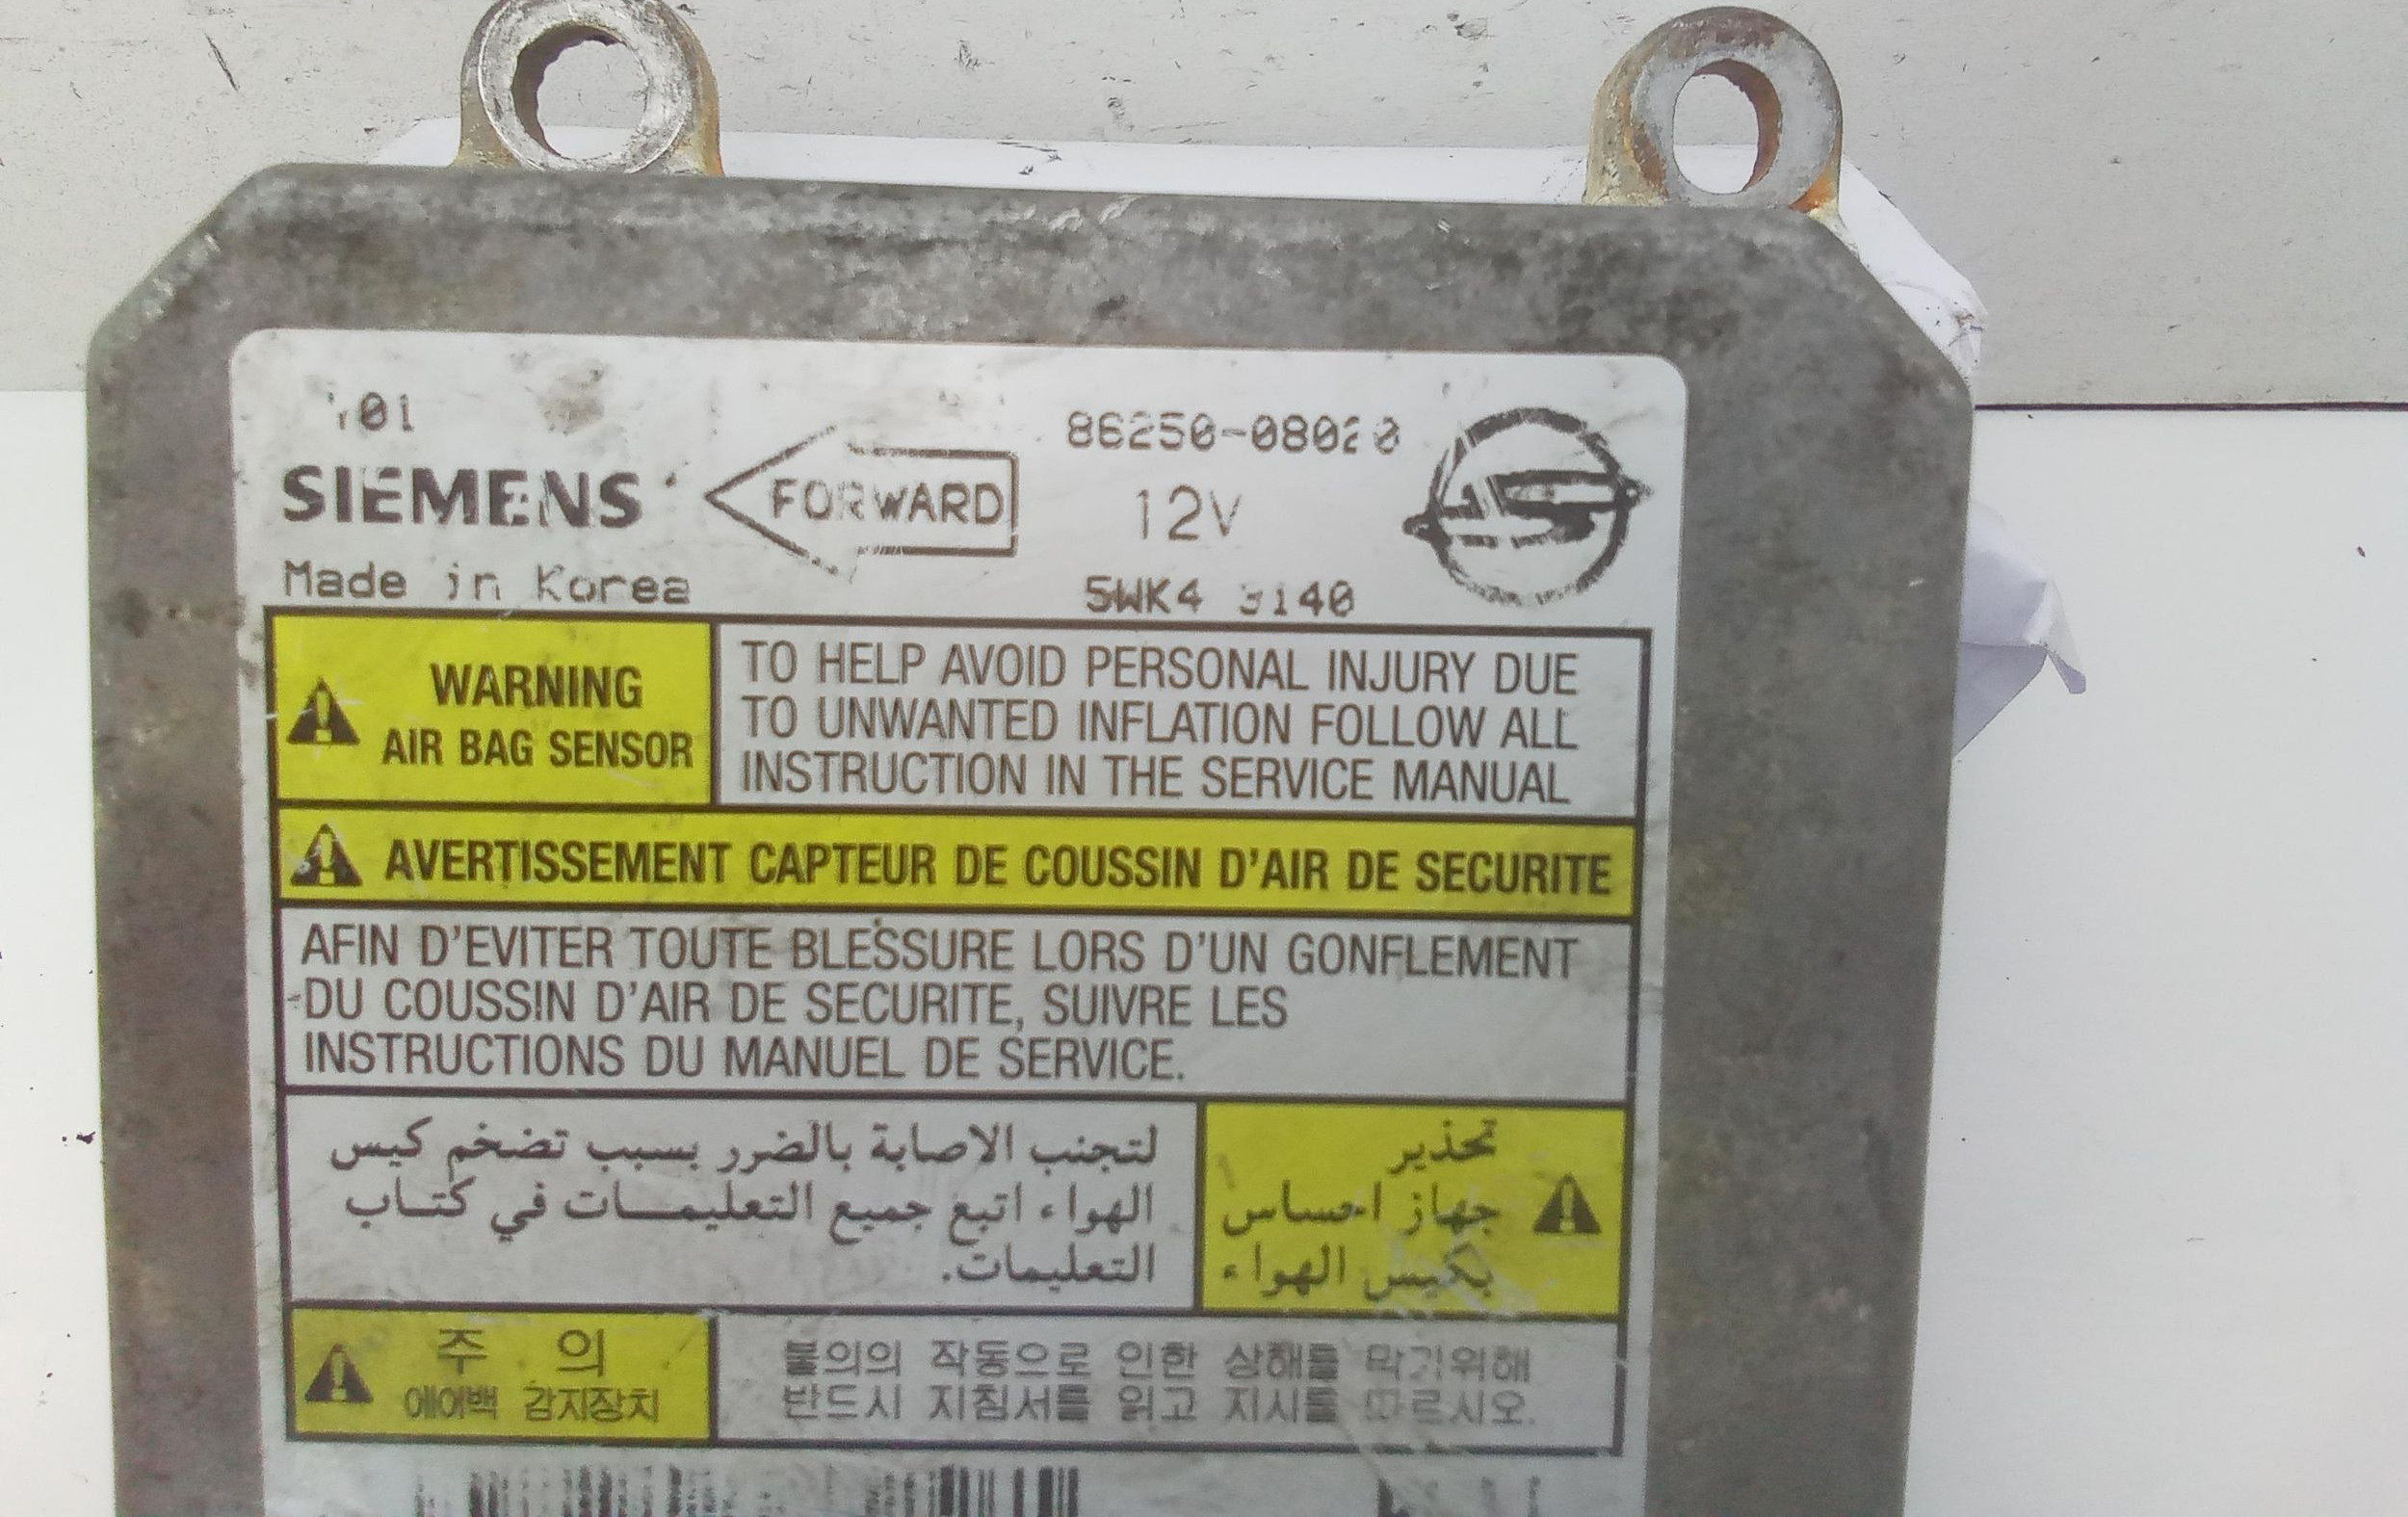 01
SIEMENS
FORWARD
86250-08020
12V
Made in Korea
5WK4 3140
WARNING
AIR BAG SENSOR
TO HELP AVOID PERSONAL INJURY DUE
TO UNWANTED INFLATION FOLLOW ALL
INSTRUCTION IN THE SERVICE MANUAL
AVERTISSEMENT CAPTEUR DE COUSSIN D'AIR DE SECURITE
AFIN D'EVITER TOUTE BLESSURE LORS D'UN GONFLEMENT
DU COUSSIN D'AIR DE SECURITE, SUIVRE LES
INSTRUCTIONS DU MANUEL DE SERVICE.
تحذير
جهاز احساس
بكيس الهواء
لتجنب الاصابة بالضرر بسبب تضخم كيس
الهواء اتبع جميع التعليمات في كتاب
التعليمات.
주 의
에어백 감지장치
불의의 작동으로 인한 상해를 막기위해
반드시 지침서를 읽고 지시를 따르시오.